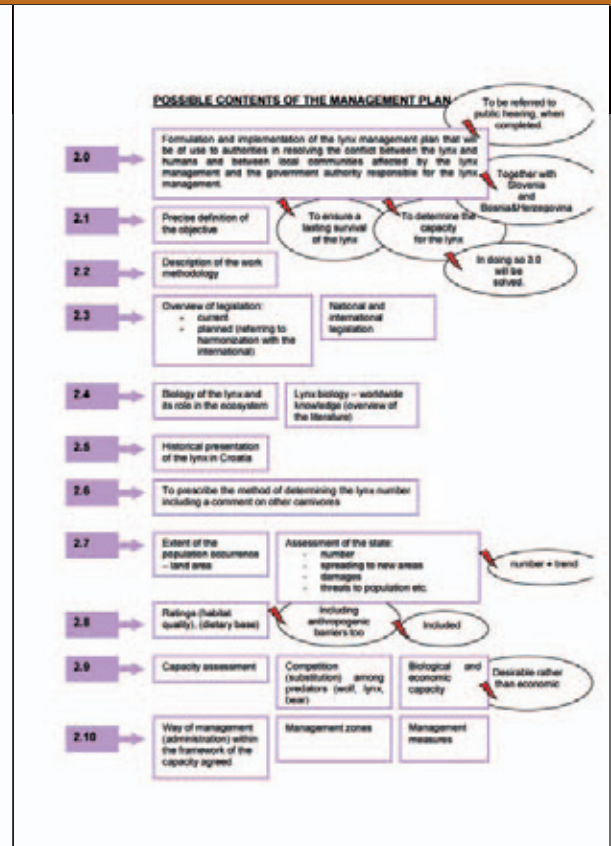 POSSIBLE CONTENTS OF THE MANAGEMENT PLAN
To be referred to
public hearing, when
completed.
2.0
Formulation and implementation of the lynx management plan that will
be of use to authorities in resolving the conflict between the lynx and
humans and between local communities affected by the lynx
management and the government authority responsible for the lynx
management.
Together with
Slovenia
and
Bosnia&Herzegovina
2.1
Precise definition of
the objective
To ensure a
lasting survival
of the lynx
To determine the
capacity
for the lynx
In doing so 3.0
will be
solved.
2.2
Description of the work
methodology
2.3
Overview of legislation:
- current
- planned (referring to
harmonization with the
international)
National and
international
legislation
2.4
Biology of the lynx and
its role in the ecosystem
Lynx biology – worldwide
knowledge (overview of
the literature)
2.5
Historical presentation
of the lynx in Croatia
2.6
To prescribe the method of determining the lynx number
including a comment on other carnivores
2.7
Extent of the
population occurrence
– land area
Assessment of the state:
- number
- spreading to new areas
- damages
- threats to population etc.
number + trend
2.8
Ratings (habitat
quality), (dietary base)
Including
anthropogenic
barriers too
Included
2.9
Capacity assessment
Competition
(substitution) among
predators (wolf, lynx,
bear)
Biological and
economic
capacity
Desirable rather
than economic
2.10
Way of management
(administration) within
the framework of the
capacity agreed
Management zones
Management
measures